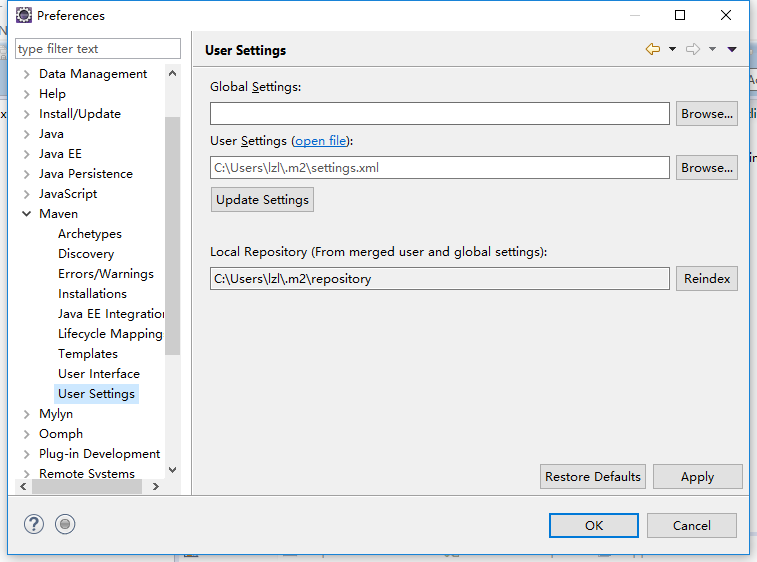 Preferences
type filter text
Data Management
Help
Install/Update
Java
Java EE
Java Persistence
JavaScript
Maven
Archetypes
Discovery
Errors/Warnings
Installations
Java EE Integration
Lifecycle Mapping
Templates
User Interface
User Settings
Mylyn
Oomph
Plug-in Development
Remote Systems
User Settings
Global Settings:
Browse...
User Settings (open file):
C:\Users\lzl\.m2\settings.xml
Browse...
Update Settings
Local Repository (From merged user and global settings):
C:\Users\lzl\.m2\repository
Reindex
Restore Defaults
Apply
?
OK
Cancel